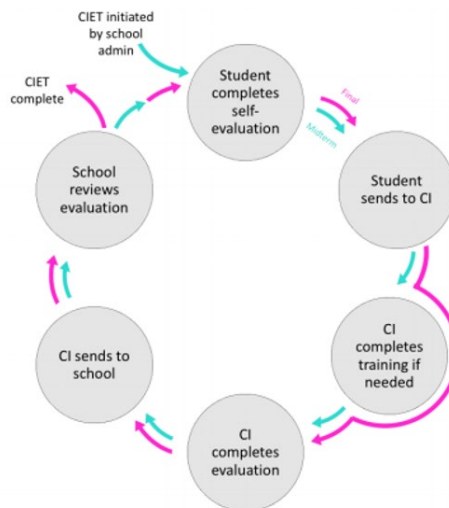 CIET initiated
by school
admin
CIET
complete
Student
completes
self-
evaluation
Final
Midterm
School
reviews
evaluation
Student
sends to CI
CI sends to
school
CI
completes
training if
needed
CI
completes
evaluation